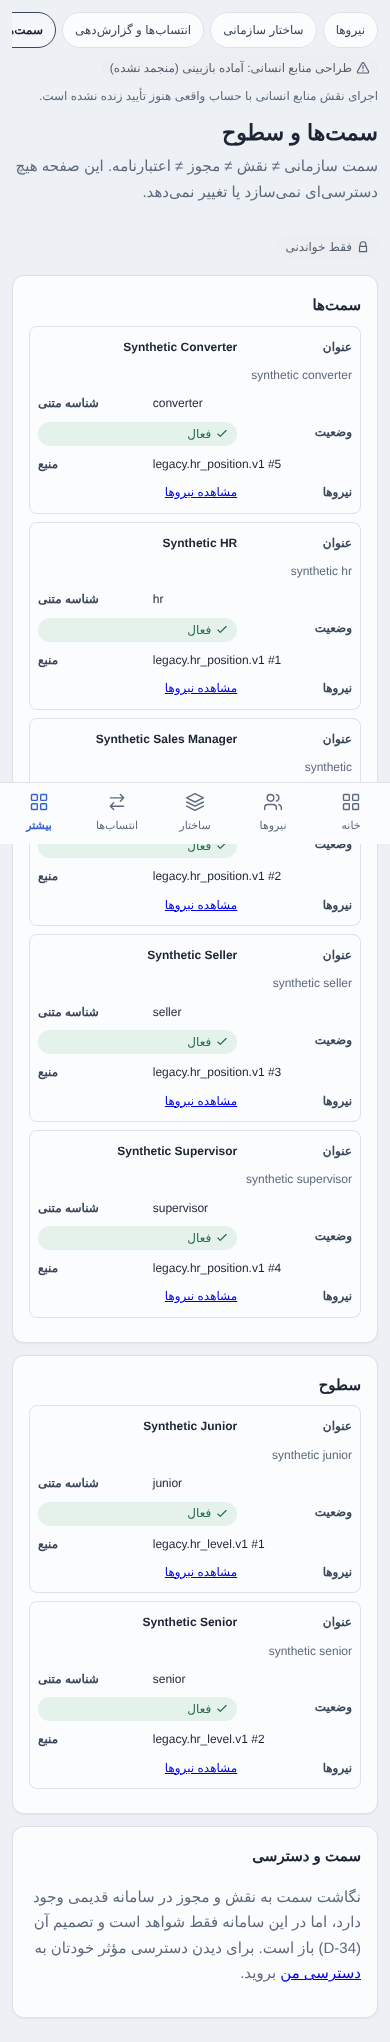 نیروها
ساختار سازمانی
انتساب‌ها و گزارش‌دهی
طراحی منابع انسانی: آماده بازبینی (منجمد نشده)
اجرای نقش منابع انسانی با حساب واقعی هنوز تأیید زنده نشده است.
سمت‌ها و سطوح
سمت سازمانی ≠ نقش ≠ مجوز ≠ اعتبارنامه. این صفحه هیچ
دسترسی‌ای نمی‌سازد یا تغییر نمی‌دهد.
فقط خواندنی
سمت‌ها
عنوان Synthetic Converter
synthetic converter
شناسه متنی converter
وضعیت فعال
منبع legacy.hr_position.v1 #5
نیروها مشاهده نیروها
عنوان Synthetic HR
synthetic hr
شناسه متنی hr
وضعیت فعال
منبع legacy.hr_position.v1 #1
نیروها مشاهده نیروها
عنوان Synthetic Sales Manager
synthetic
خانه
نیروها
ساختار
انتساب‌ها
بیشتر
وضعیت فعال
منبع legacy.hr_position.v1 #2
نیروها مشاهده نیروها
عنوان Synthetic Seller
synthetic seller
شناسه متنی seller
وضعیت فعال
منبع legacy.hr_position.v1 #3
نیروها مشاهده نیروها
عنوان Synthetic Supervisor
synthetic supervisor
شناسه متنی supervisor
وضعیت فعال
منبع legacy.hr_position.v1 #4
نیروها مشاهده نیروها
سطوح
عنوان Synthetic Junior
synthetic junior
شناسه متنی junior
وضعیت فعال
منبع legacy.hr_level.v1 #1
نیروها مشاهده نیروها
عنوان Synthetic Senior
synthetic senior
شناسه متنی senior
وضعیت فعال
منبع legacy.hr_level.v1 #2
نیروها مشاهده نیروها
سمت و دسترسی
نگاشت سمت به نقش و مجوز در سامانه قدیمی وجود
دارد، اما در این سامانه فقط شواهد است و تصمیم آن
(D-34) باز است. برای دیدن دسترسی مؤثر خودتان به
دسترسی من بروید.